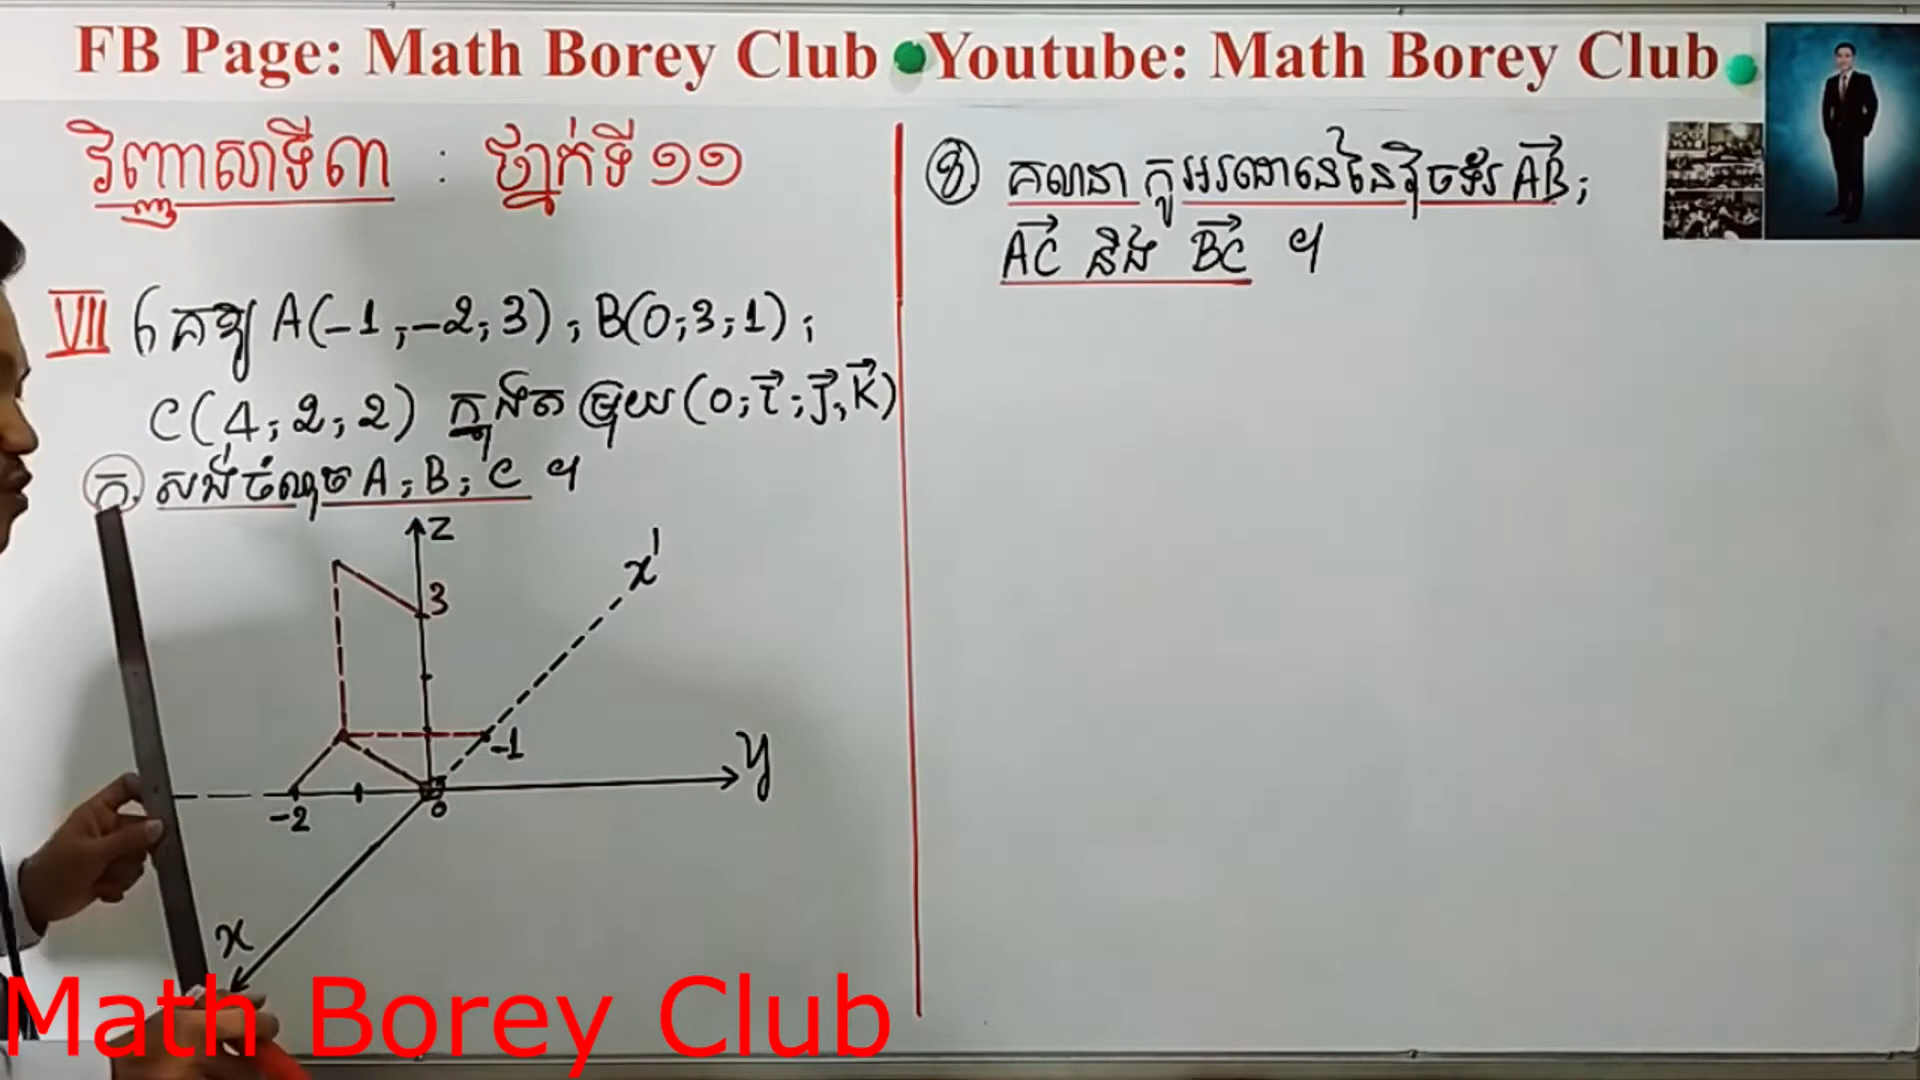 FB Page: Math Borey Club Youtube: Math Borey Club
វិញ្ញាសាទី៣ : ថ្នាក់ទី ១១
VII គេឲ្យ A(-1;-2;3) ; B(0;3;1) ;
C(4;2;2) ក្នុងតម្រុយ (0;i⃗;j⃗;k⃗)
ក. សង់ចំណុច A ; B ; C ។
z
x'
3
-1
y
-2
0
x
ខ. គណនាកូអរដោនេនៃវ៉ិចទ័រ A͞B⃗ ;
AC⃗ និង BC⃗ ។
Math Borey Club